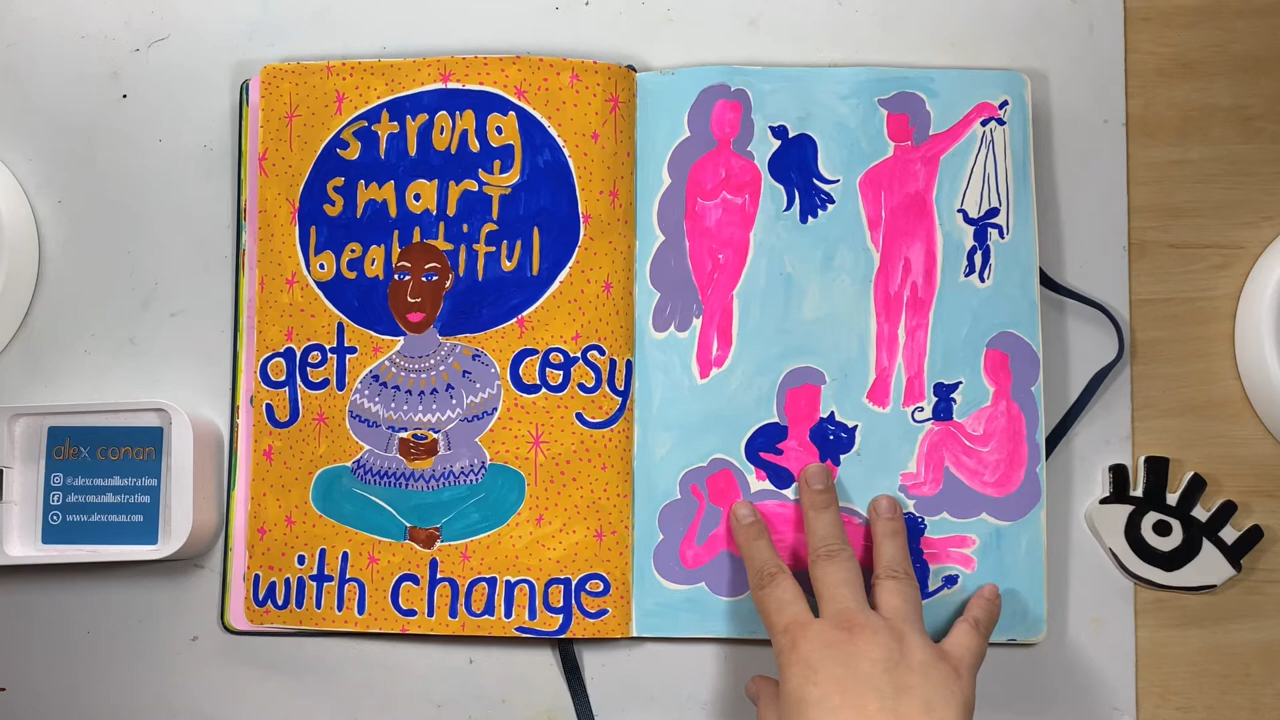 strong
smart
beautiful
get cosy
with change
alex conan
@alexconanillustration
alexconanillustration
www.alexconan.com